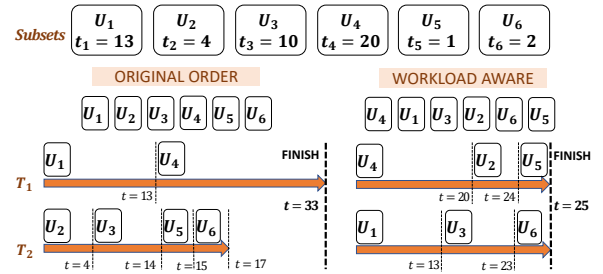 Subsets
U₁ U₂ U₃ U₄ U₅ U₆
t₁ = 13 t₂ = 4 t₃ = 10 t₄ = 20 t₅ = 1 t₆ = 2
ORIGINAL ORDER
U₁ U₂ U₃ U₄ U₅ U₆
U₁ U₄ FINISH
T₁
t = 13 t = 33
U₂ U₃ U₅ U₆
T₂
t = 4 t = 14 t = 15 t = 17
WORKLOAD AWARE
U₄ U₁ U₃ U₂ U₆ U₅
U₄ U₂ U₅ FINISH
t = 20 t = 24 t = 25
U₁ U₃ U₆
t = 13 t = 23